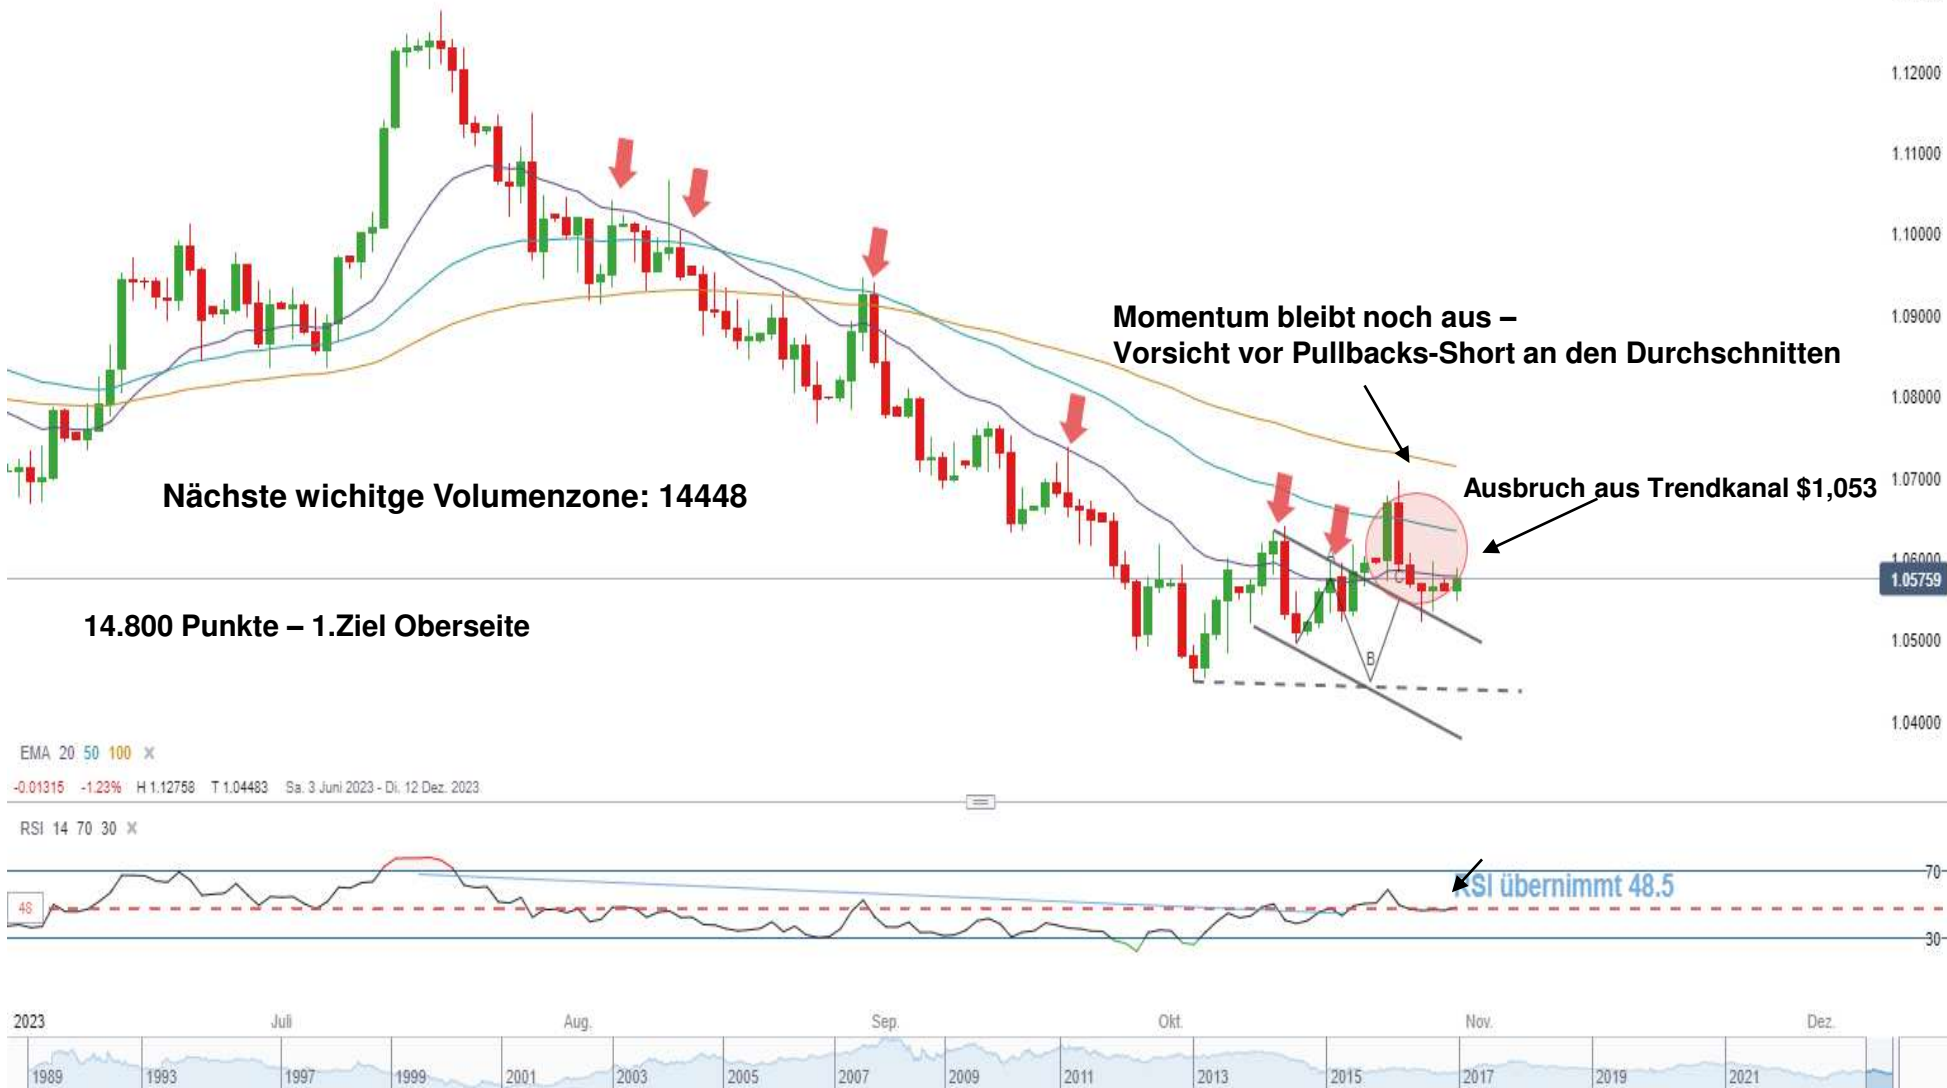 1.12000
1.11000
1.10000
1.09000
Momentum bleibt noch aus –
Vorsicht vor Pullbacks-Short an den Durchschnitten
1.08000
1.07000
Nächste wichitge Volumenzone: 14448
Ausbruch aus Trendkanal $1,053
1.06000
C
1.05759
14.800 Punkte – 1.Ziel Oberseite
1.05000
B
1.04000
EMA 20 50 100 X
-0.01315 -1.23% H 1.12758 T 1.04483 Sa. 3 Juni 2023 - Di. 12 Dez. 2023
RSI 14 70 30 X
70
RSI übernimmt 48.5
48
30
2023 Juli Aug. Sep. Okt. Nov. Dez.
1989 1993 1997 1999 2001 2003 2005 2007 2009 2011 2013 2015 2017 2019 2021